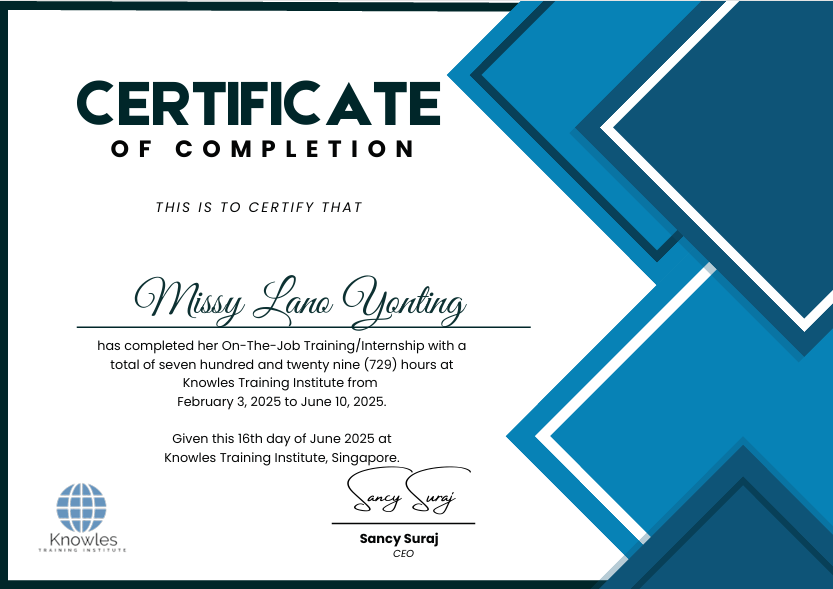 CERTIFICATE
OF COMPLETION
THIS IS TO CERTIFY THAT
Missy Lano Yonting
has completed her On-The-Job Training/Internship with a
total of seven hundred and twenty nine (729) hours at
Knowles Training Institute from
February 3, 2025 to June 10, 2025.
Given this 16th day of June 2025 at
Knowles Training Institute, Singapore.
Sancy Suraj
Sancy Suraj
CEO
Knowles
TRAINING INSTITUTE